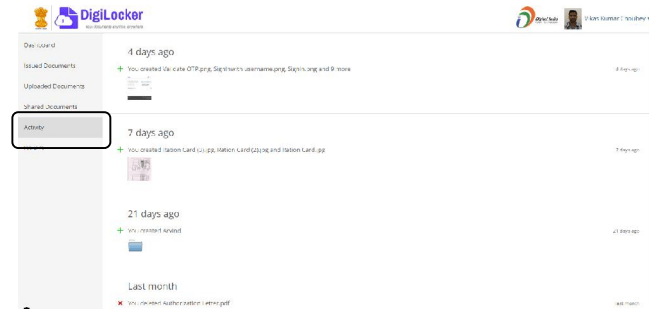 DigiLocker
Digital India
Vikas Kumar Choubey
Dashboard
Issued Documents
Uploaded Documents
Shared Documents
Activity
4 days ago
You created Validate OTP.png, Signin with username.png, Signin.png and 9 more
4 days ago
7 days ago
You created Ration Card (3).jpg, Ration Card (2).jpg and Ration Card .jpg
7 days ago
21 days ago
You created Arvind
21 days ago
Last month
You deleted Authorization Letter.pdf
last month